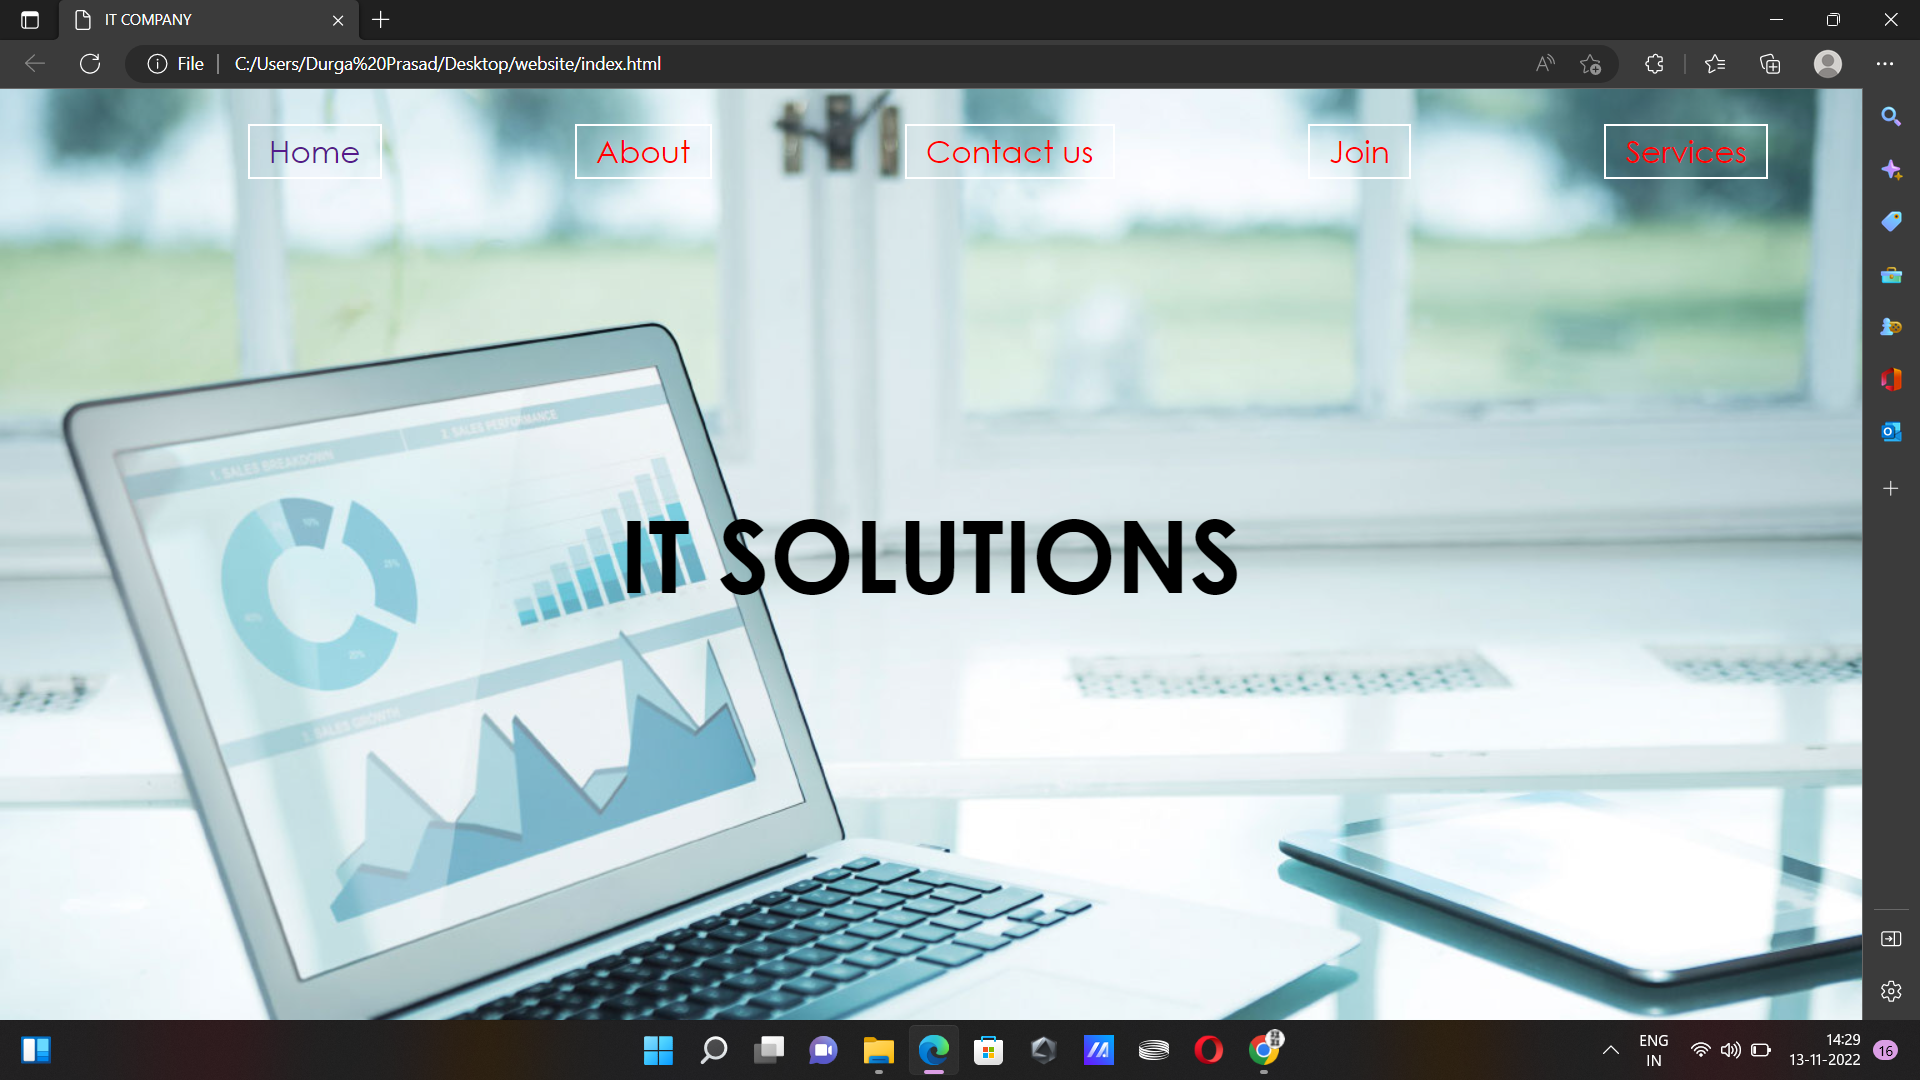 IT COMPANY
File
C:/Users/Durga%20Prasad/Desktop/website/index.html
Home
About
Contact us
Join
Services
1. SALES BREAKDOWN
2. SALES PERFORMANCE
IT SOLUTIONS
3. SALES GROWTH
ENG
IN
14:29
13-11-2022
16